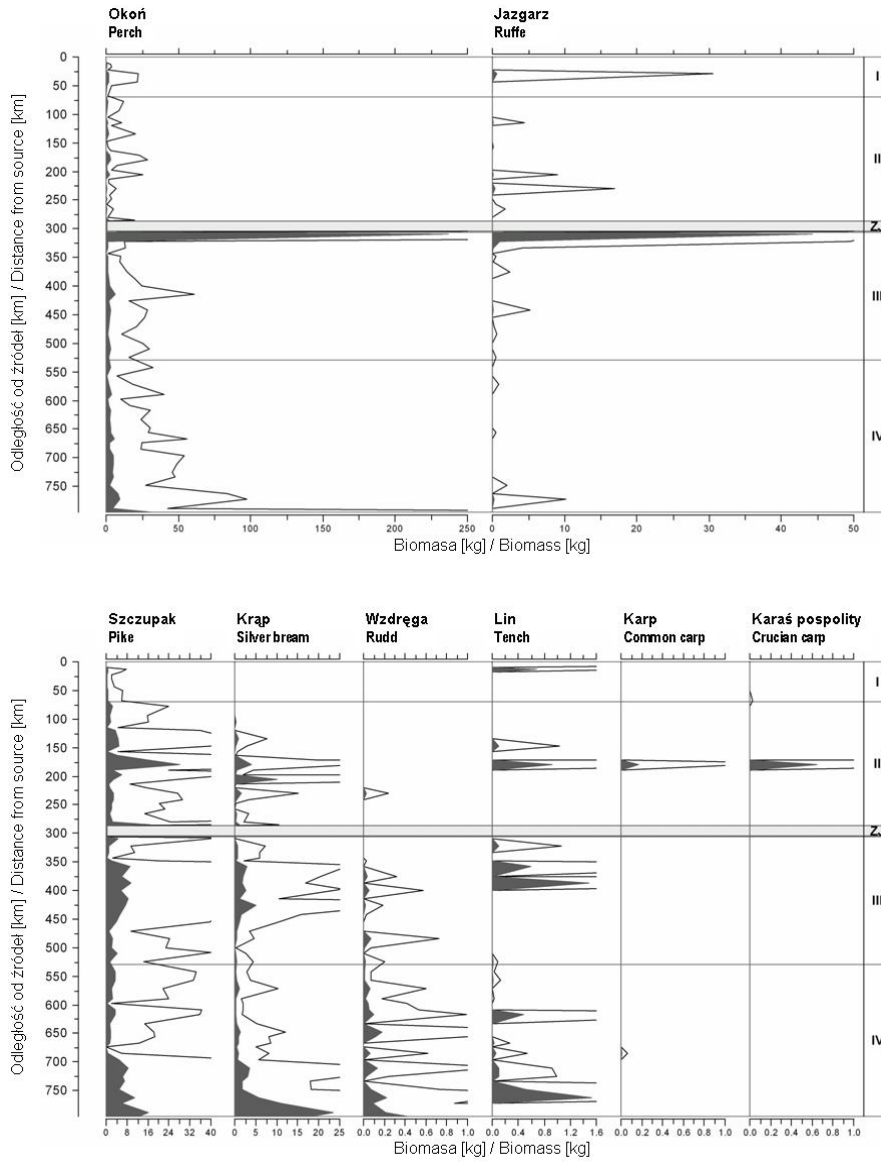 Okoń Jazgarz
Perch Ruffe
0
50
100
150
200
250
300
350
400
450
500
550
600
650
700
750
Odległość od źródeł [km] / Distance from source [km]
I
II
ZJ
III
IV
0 50 100 150 200 250 0 10 20 30 40 50
Biomasa [kg] / Biomass [kg]
Szczupak Krąp Wzdręga Lin Karp Karaś pospolity
Pike Silver bream Rudd Tench Common carp Crucian carp
0
50
100
150
200
250
300
350
400
450
500
550
600
650
700
750
Odległość od źródeł [km] / Distance from source [km]
I
II
ZJ
III
IV
0 8 16 24 32 40 0 5 10 15 20 25 0.0 0.2 0.4 0.6 0.8 1.0 0.0 0.4 0.8 1.2 1.6 0.0 0.2 0.4 0.6 0.8 1.0 0.0 0.2 0.4 0.6 0.8 1.0
Biomasa [kg] / Biomass [kg]